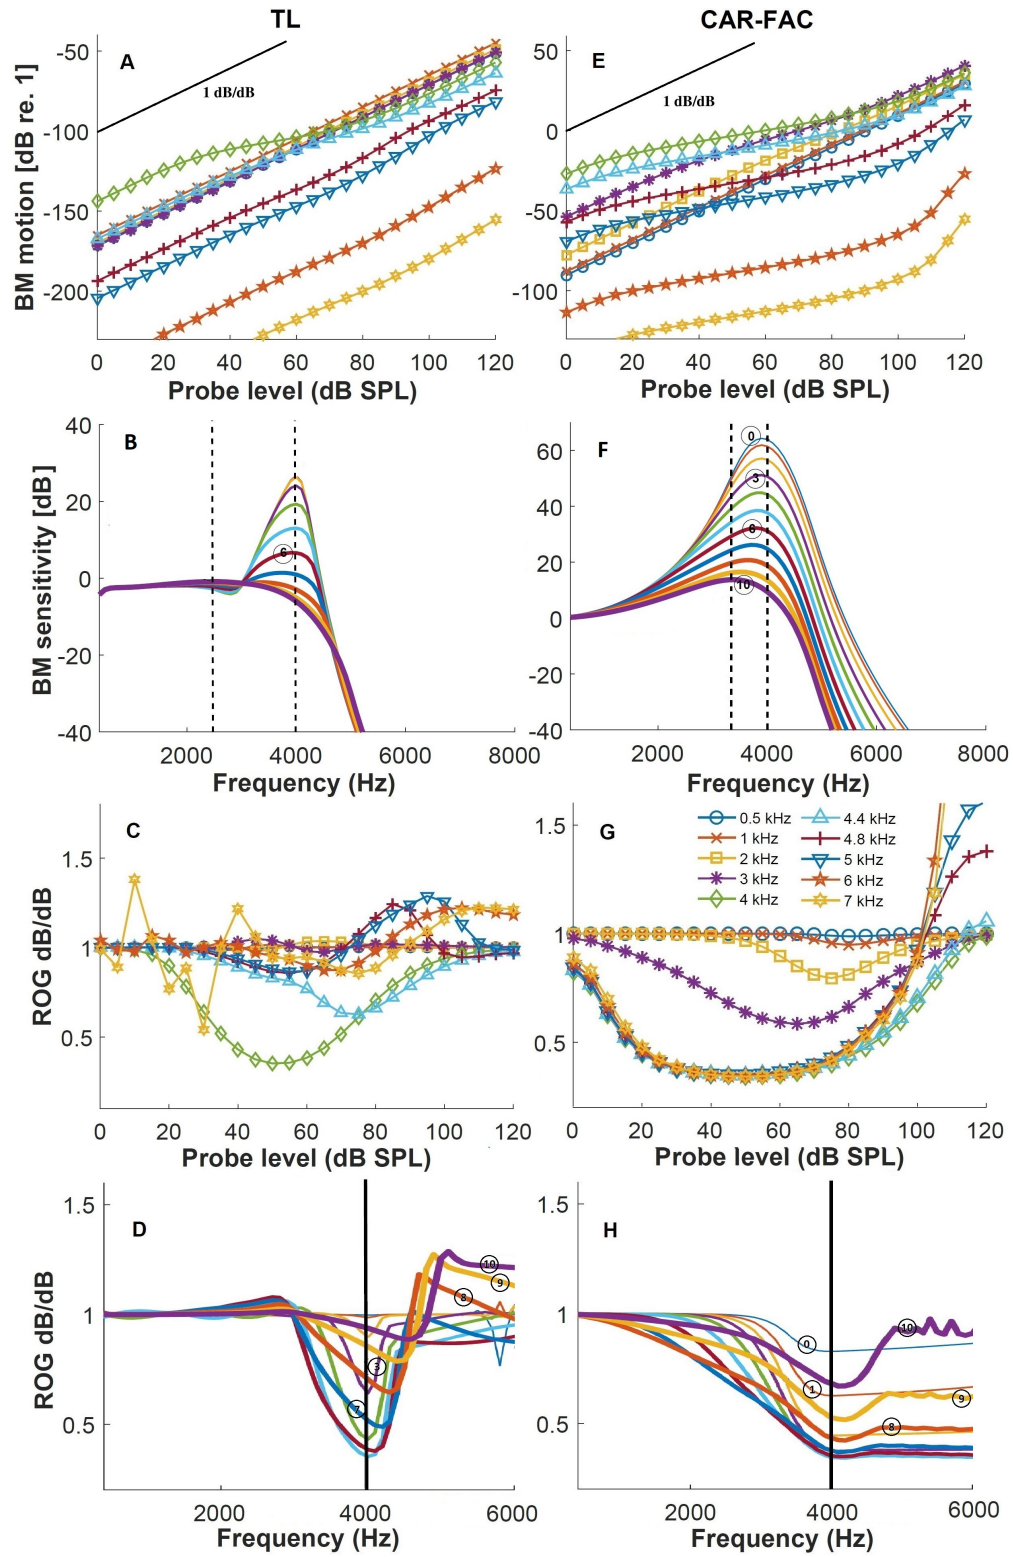 TL
CAR-FAC
A
1 dB/dB
-50
-100
-150
-200
BM motion [dB re. 1]
0 20 40 60 80 100 120
Probe level (dB SPL)
E
1 dB/dB
50
0
-50
-100
0 20 40 60 80 100 120
Probe level (dB SPL)
B
40
20
0
-20
-40
BM sensitivity [dB]
6
2000 4000 6000 8000
Frequency (Hz)
F
60
40
20
0
-20
-40
0
3
6
10
2000 4000 6000 8000
Frequency (Hz)
C
1.5
1
0.5
ROG dB/dB
0 20 40 60 80 100 120
Probe level (dB SPL)
G
1.5
1
0.5
0.5 kHz
1 kHz
2 kHz
3 kHz
4 kHz
4.4 kHz
4.8 kHz
5 kHz
6 kHz
7 kHz
0 20 40 60 80 100 120
Probe level (dB SPL)
D
1.5
1
0.5
ROG dB/dB
10
9
8
3
7
2000 4000 6000
Frequency (Hz)
H
1.5
1
0.5
0
10
1
9
8
2000 4000 6000
Frequency (Hz)